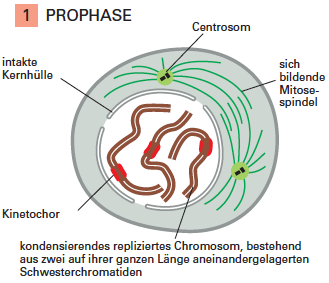 1 PROPHASE
Centrosom
intakte
Kernhülle
sich
bildende
Mitose-
spindel
Kinetochor
kondensierendes repliziertes Chromosom, bestehend
aus zwei auf ihrer ganzen Länge aneinandergelagerten
Schwesterchromatiden